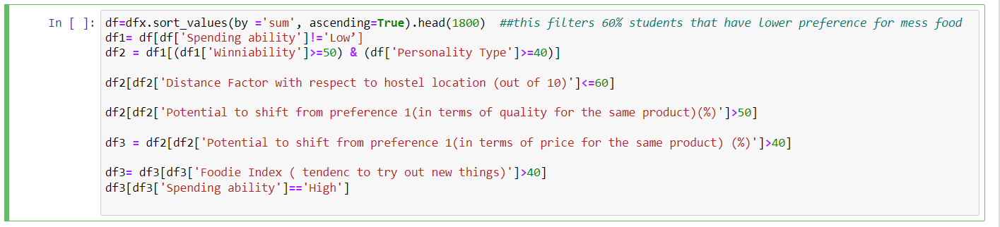 In [ ]: df=dfx.sort_values(by ='sum', ascending=True).head(1800)  ##this filters 60% students that have lower preference for mess food
df1= df[df['Spending ability']!='Low’]
df2 = df1[(df1['Winniability']>=50) & (df['Personality Type']>=40)]
df2[df2['Distance Factor with respect to hostel location (out of 10)']<=60]
df2[df2['Potential to shift from preference 1(in terms of quality for the same product)(%)']>50]
df3 = df2[df2['Potential to shift from preference 1(in terms of price for the same product) (%)']>40]
df3= df3[df3['Foodie Index ( tendenc to try out new things)']>40]
df3[df3['Spending ability']=='High']